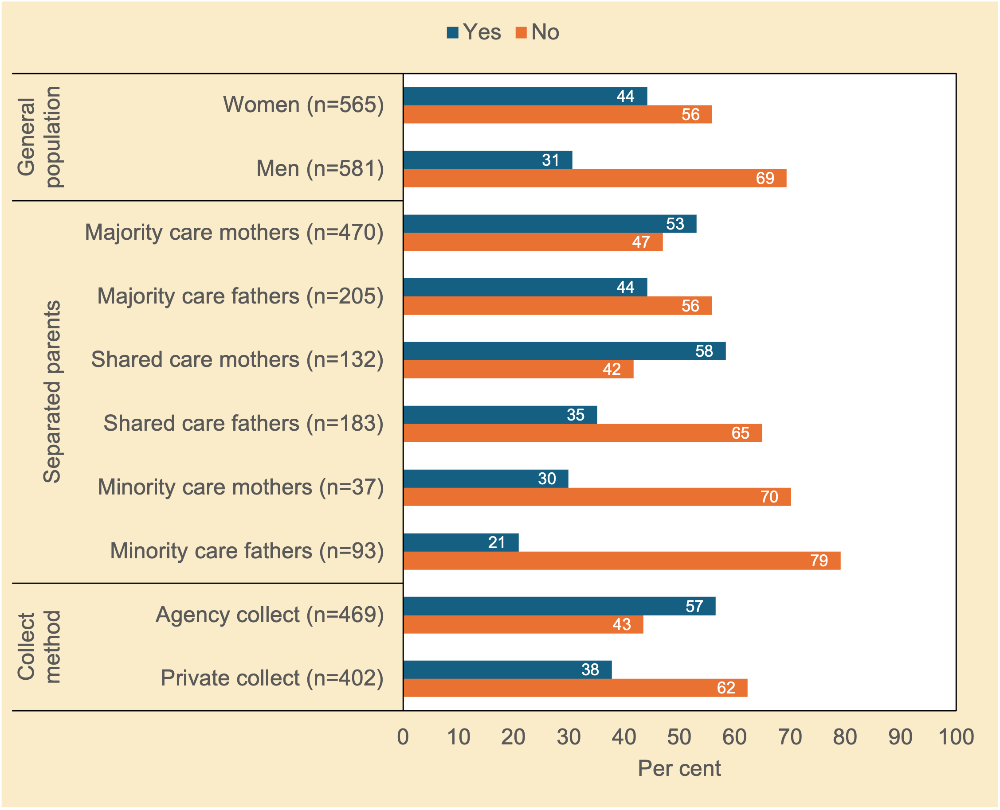 Yes No
General
population
Women (n=565)
44
56
Men (n=581)
31
69
Separated parents
Majority care mothers (n=470)
53
47
Majority care fathers (n=205)
44
56
Shared care mothers (n=132)
58
42
Shared care fathers (n=183)
35
65
Minority care mothers (n=37)
30
70
Minority care fathers (n=93)
21
79
Collect
method
Agency collect (n=469)
57
43
Private collect (n=402)
38
62
0 10 20 30 40 50 60 70 80 90 100
Per cent